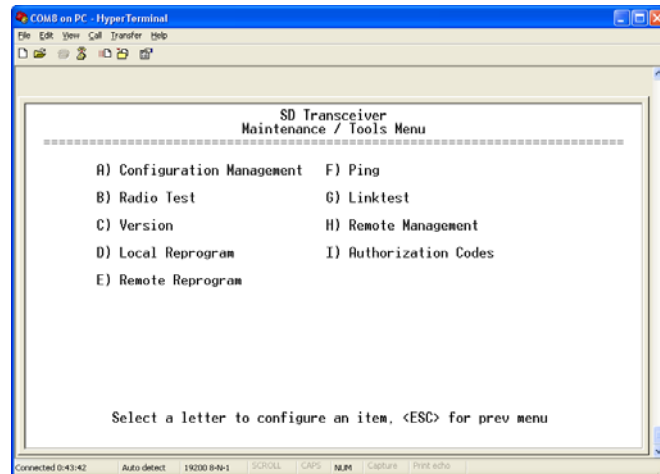 COM8 on PC - HyperTerminal
File Edit View Call Transfer Help
SD Transceiver
Maintenance / Tools Menu
A) Configuration Management F) Ping
B) Radio Test G) Linktest
C) Version H) Remote Management
D) Local Reprogram I) Authorization Codes
E) Remote Reprogram
Select a letter to configure an item, <ESC> for prev menu
Connected 0:43:42 Auto detect 19200 8-N-1 SCROLL CAPS NUM Capture Print echo